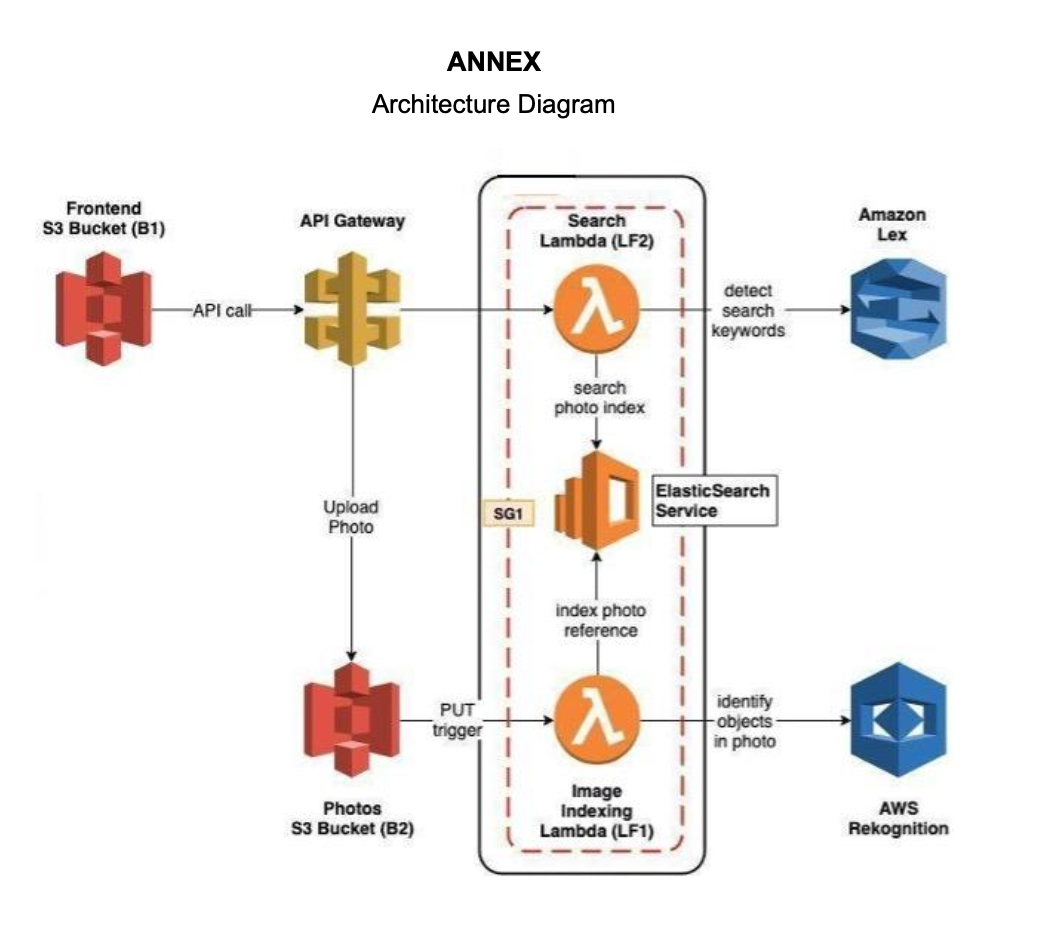 ANNEX
Architecture Diagram
Frontend
S3 Bucket (B1)
API Gateway
Search
Lambda (LF2)
Amazon
Lex
API call
detect
search
keywords
search
photo index
ElasticSearch
Service
SG1
Upload
Photo
index photo
reference
PUT
trigger
identify
objects
in photo
Photos
S3 Bucket (B2)
Image
Indexing
Lambda (LF1)
AWS
Rekognition